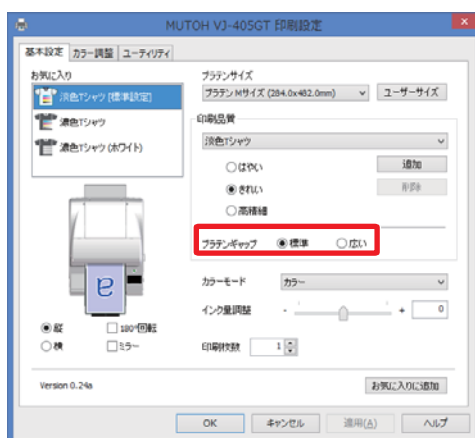 MUTOH VJ-405GT 印刷設定
基本設定 カラー調整 ユーティリティ
お気に入り
淡色Tシャツ [標準設定]
濃色Tシャツ
濃色Tシャツ (ホワイト)
a
縦 180°回転
横 ミラー
プラテンサイズ
プラテン Mサイズ (284.0x482.0mm) ユーザーサイズ
印刷品質
淡色Tシャツ
はやい 追加
きれい 削除
高精細
プラテンギャップ 標準 広い
カラーモード カラー
インク量調整 - + 0
印刷枚数 1
Version 0.24a お気に入りに追加
OK キャンセル 適用(A) ヘルプ